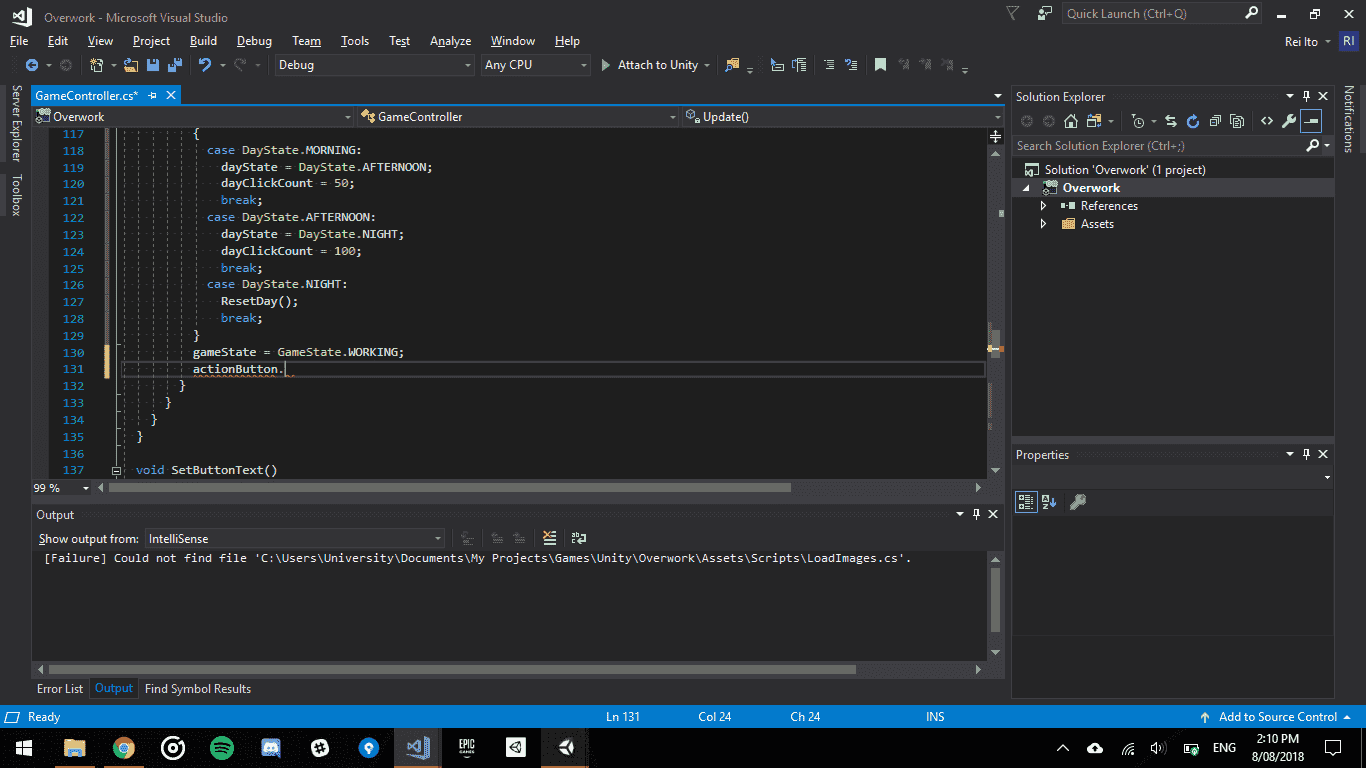 Overwork - Microsoft Visual Studio
Quick Launch (Ctrl+Q)
File Edit View Project Build Debug Team Tools Test Analyze Window Help
Rei Ito RI
Debug Any CPU Attach to Unity
Server Explorer
Toolbox
GameController.cs*
Overwork GameController Update()
117 {
118 case DayState.MORNING:
119 dayState = DayState.AFTERNOON;
120 dayClickCount = 50;
121 break;
122 case DayState.AFTERNOON:
123 dayState = DayState.NIGHT;
124 dayClickCount = 100;
125 break;
126 case DayState.NIGHT:
127 ResetDay();
128 break;
129 }
130 gameState = GameState.WORKING;
131 actionButton.
132 }
133 }
134 }
135 }
136
137 void SetButtonText()
99 %
Output
Show output from: IntelliSense
[Failure] Could not find file 'C:\Users\University\Documents\My Projects\Games\Unity\Overwork\Assets\Scripts\LoadImages.cs'.
Error List Output Find Symbol Results
Solution Explorer
Search Solution Explorer (Ctrl+;)
Solution 'Overwork' (1 project)
Overwork
References
Assets
Properties
Notifications
Ready Ln 131 Col 24 Ch 24 INS Add to Source Control
EPIC
GAMES
ENG
2:10 PM
8/08/2018